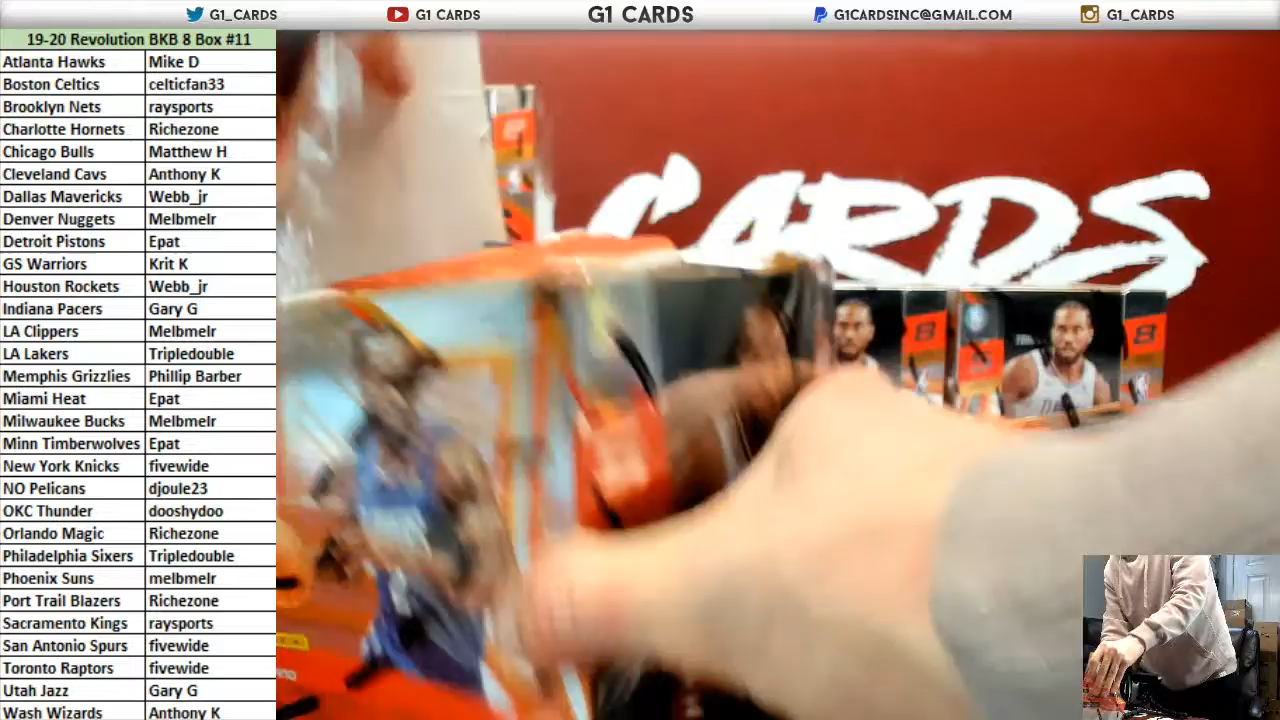 G1_CARDS G1 CARDS G1 CARDS G1CARDSINC@GMAIL.COM G1_CARDS
19-20 Revolution BKB 8 Box #11
Atlanta Hawks Mike D
Boston Celtics celticfan33
Brooklyn Nets raysports
Charlotte Hornets Richezone
Chicago Bulls Matthew H
Cleveland Cavs Anthony K
Dallas Mavericks Webb_jr
Denver Nuggets Melbmelr
Detroit Pistons Epat
GS Warriors Krit K
Houston Rockets Webb_jr
Indiana Pacers Gary G
LA Clippers Melbmelr
LA Lakers Tripledouble
Memphis Grizzlies Phillip Barber
Miami Heat Epat
Milwaukee Bucks Melbmelr
Minn Timberwolves Epat
New York Knicks fivewide
NO Pelicans djoule23
OKC Thunder dooshydoo
Orlando Magic Richezone
Philadelphia Sixers Tripledouble
Phoenix Suns melbmelr
Port Trail Blazers Richezone
Sacramento Kings raysports
San Antonio Spurs fivewide
Toronto Raptors fivewide
Utah Jazz Gary G
Wash Wizards Anthony K
CARDS
8
8